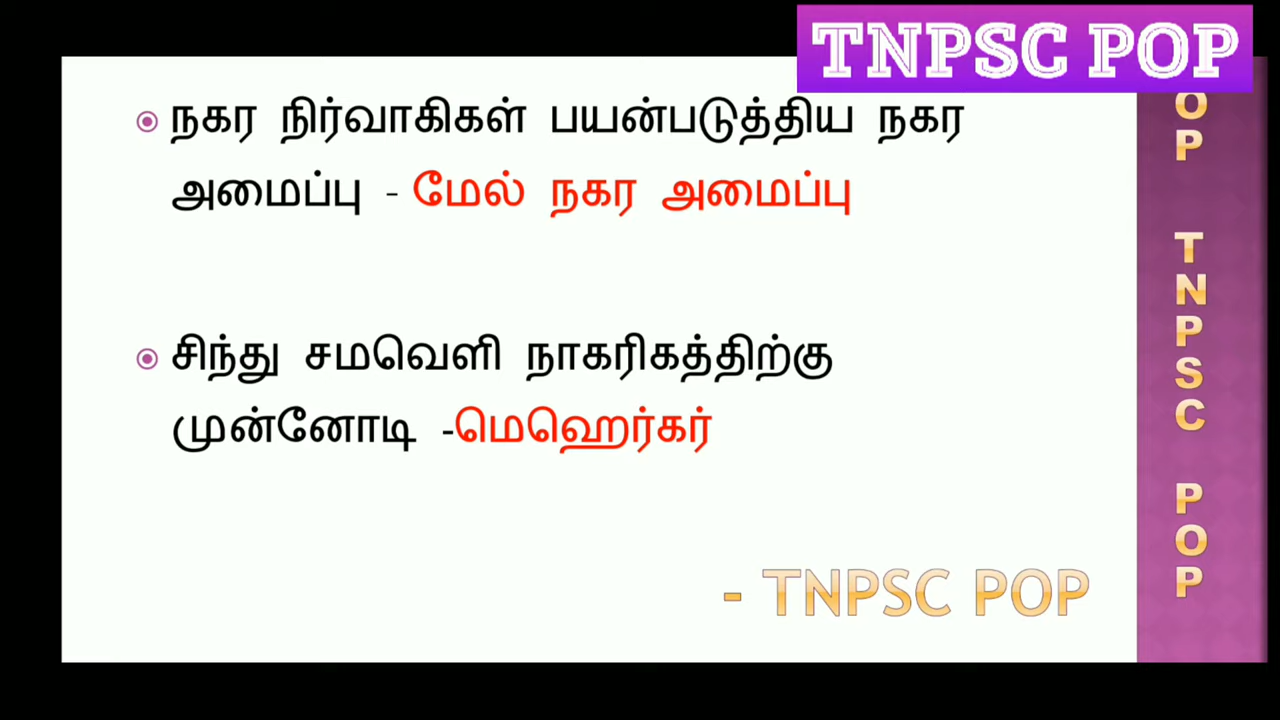 TNPSC POP
நகர நிர்வாகிகள் பயன்படுத்திய நகர
அமைப்பு - மேல் நகர அமைப்பு
சிந்து சமவெளி நாகரிகத்திற்கு
முன்னோடி -மெஹெர்கர்
- TNPSC POP
OP TNPSC POP